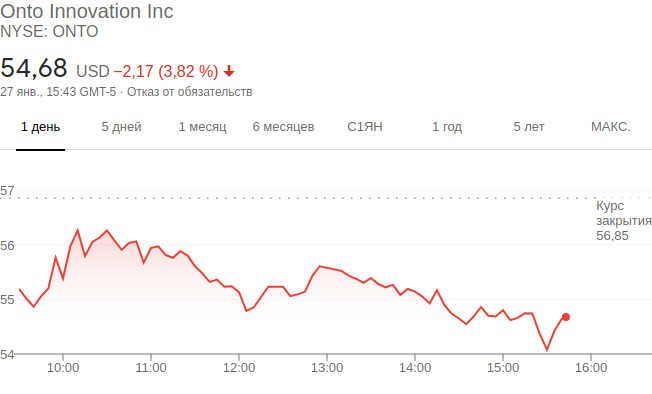 Onto Innovation Inc
NYSE: ONTO
54,68 USD −2,17 (3,82 %)
27 янв., 15:43 GMT-5 · Отказ от обязательств
1 день 5 дней 1 месяц 6 месяцев С1ЯН 1 год 5 лет МАКС.
57
Курс
закрытия
56,85
56
55
54
10:00 11:00 12:00 13:00 14:00 15:00 16:00